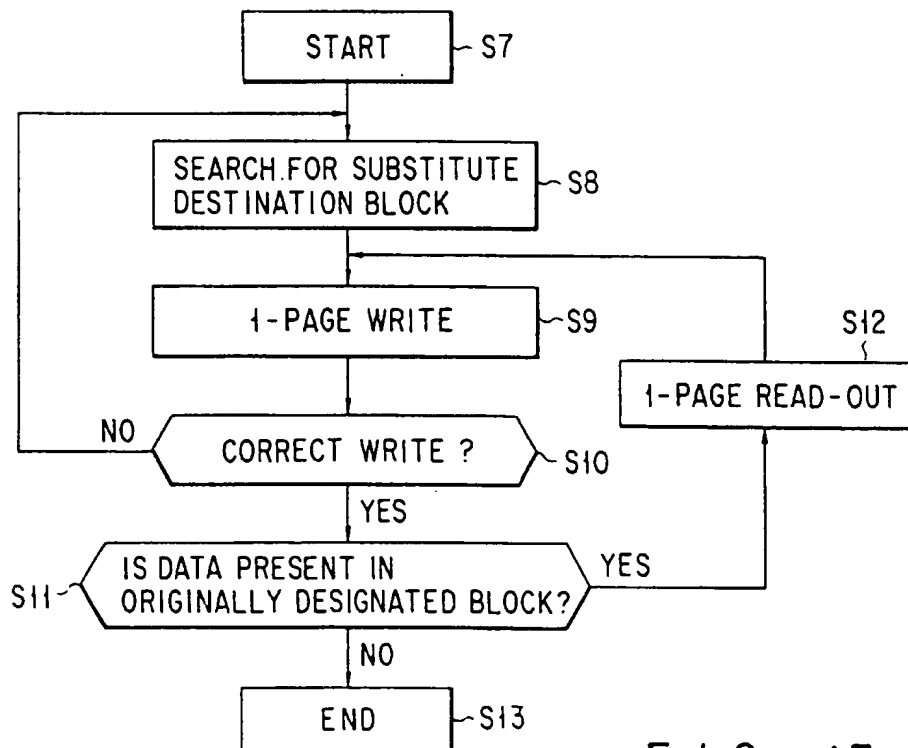 START
S7
SEARCH.FOR SUBSTITUTE
DESTINATION BLOCK
S8
1-PAGE WRITE
S9
S12
1-PAGE READ-OUT
NO
CORRECT WRITE ?
S10
YES
IS DATA PRESENT IN
ORIGINALLY DESIGNATED BLOCK?
YES
S11
NO
END
S13